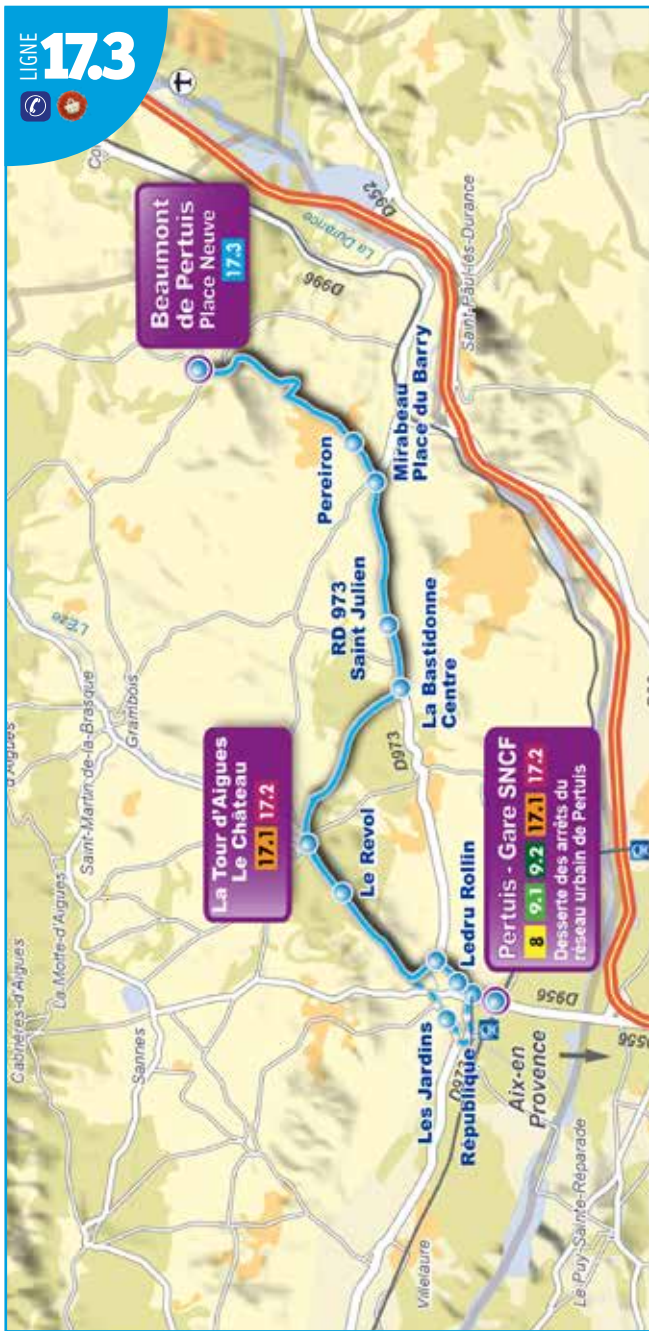 LIGNE
17.3
Beaumont
de Pertuis
Place Neuve
17.3
D996
La Durance
D952
Saint-Paul-lès-Durance
Pereiron
Mirabeau
Place du Barry
RD 973
Saint Julien
La Bastidonne
Centre
L'Èze
Grambois
Saint-Martin-de-la-Brasque
d'Aigues
La Motte-d'Aigues
Cabrières-d'Aigues
Sannes
La Tour d'Aigues
Le Château
17.1 17.2
D973
Le Revol
Ledru Rollin
Pertuis - Gare SNCF
8 9.1 9.2 17.1 17.2
Desserte des arrêts du
réseau urbain de Pertuis
Les Jardins
République
D973
D956
D556
Aix-en
Provence
Villelaure
Le Puy-Sainte-Réparade